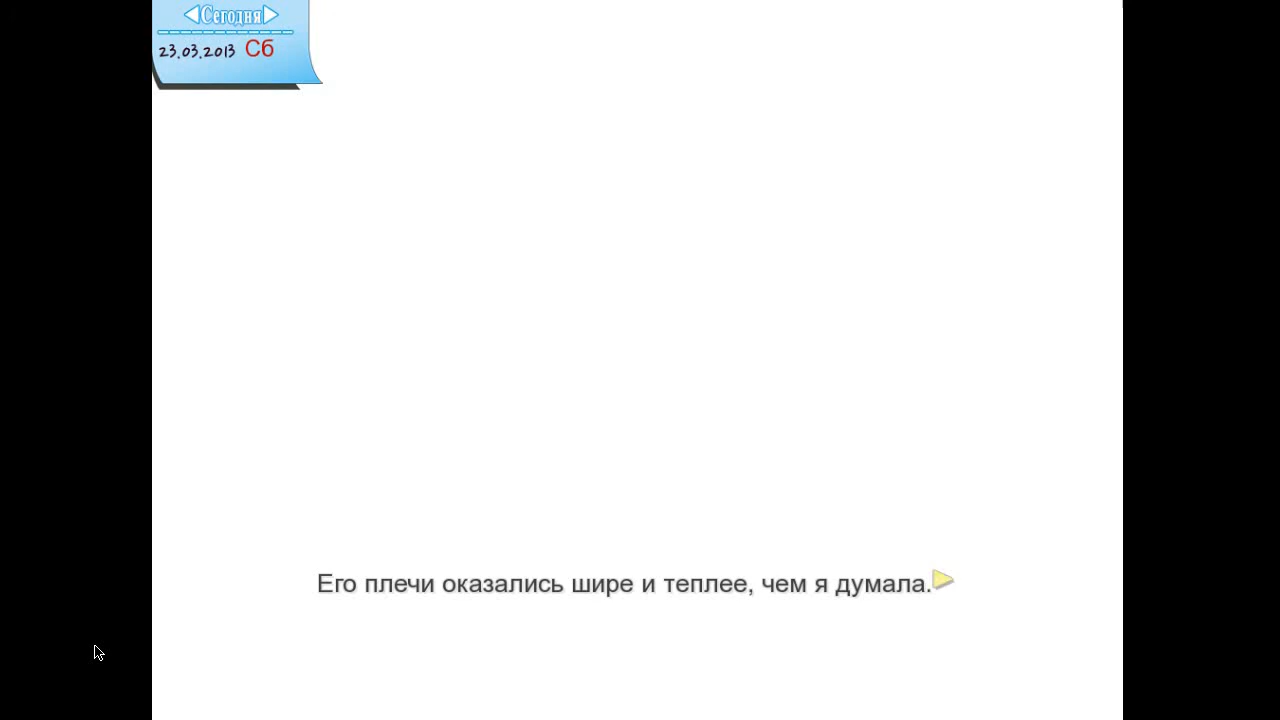 Сегодня
23.03.2013 Сб
Его плечи оказались шире и теплее, чем я думала.